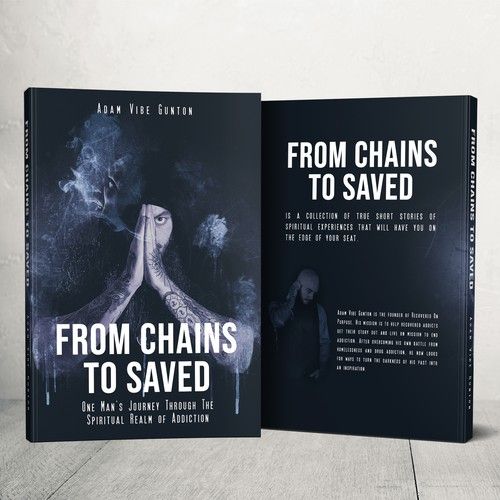 ADAM VIBE GUNTON
FROM CHAINS
TO SAVED
ONE MAN'S JOURNEY THROUGH THE
SPIRITUAL REALM OF ADDICTION
FROM CHAINS TO SAVED
FROM CHAINS
TO SAVED
IS A COLLECTION OF TRUE SHORT STORIES OF
SPIRITUAL EXPERIENCES THAT WILL HAVE YOU ON
THE EDGE OF YOUR SEAT.
ADAM VIBE GUNTON IS THE FOUNDER OF RECOVERED ON
PURPOSE. HIS MISSION IS TO HELP RECOVERED ADDICTS
GET THEIR STORY OUT AND LIVE ON MISSION TO END
ADDICTION. AFTER OVERCOMING HIS OWN BATTLE FROM
HOMELESSNESS AND DRUG ADDICTION, HE NOW LOOKS
FOR WAYS TO TURN THE DARKNESS OF HIS PAST INTO
AN INSPIRATION.
FROM CHAINS TO SAVED
ADAM VIBE GUNTON